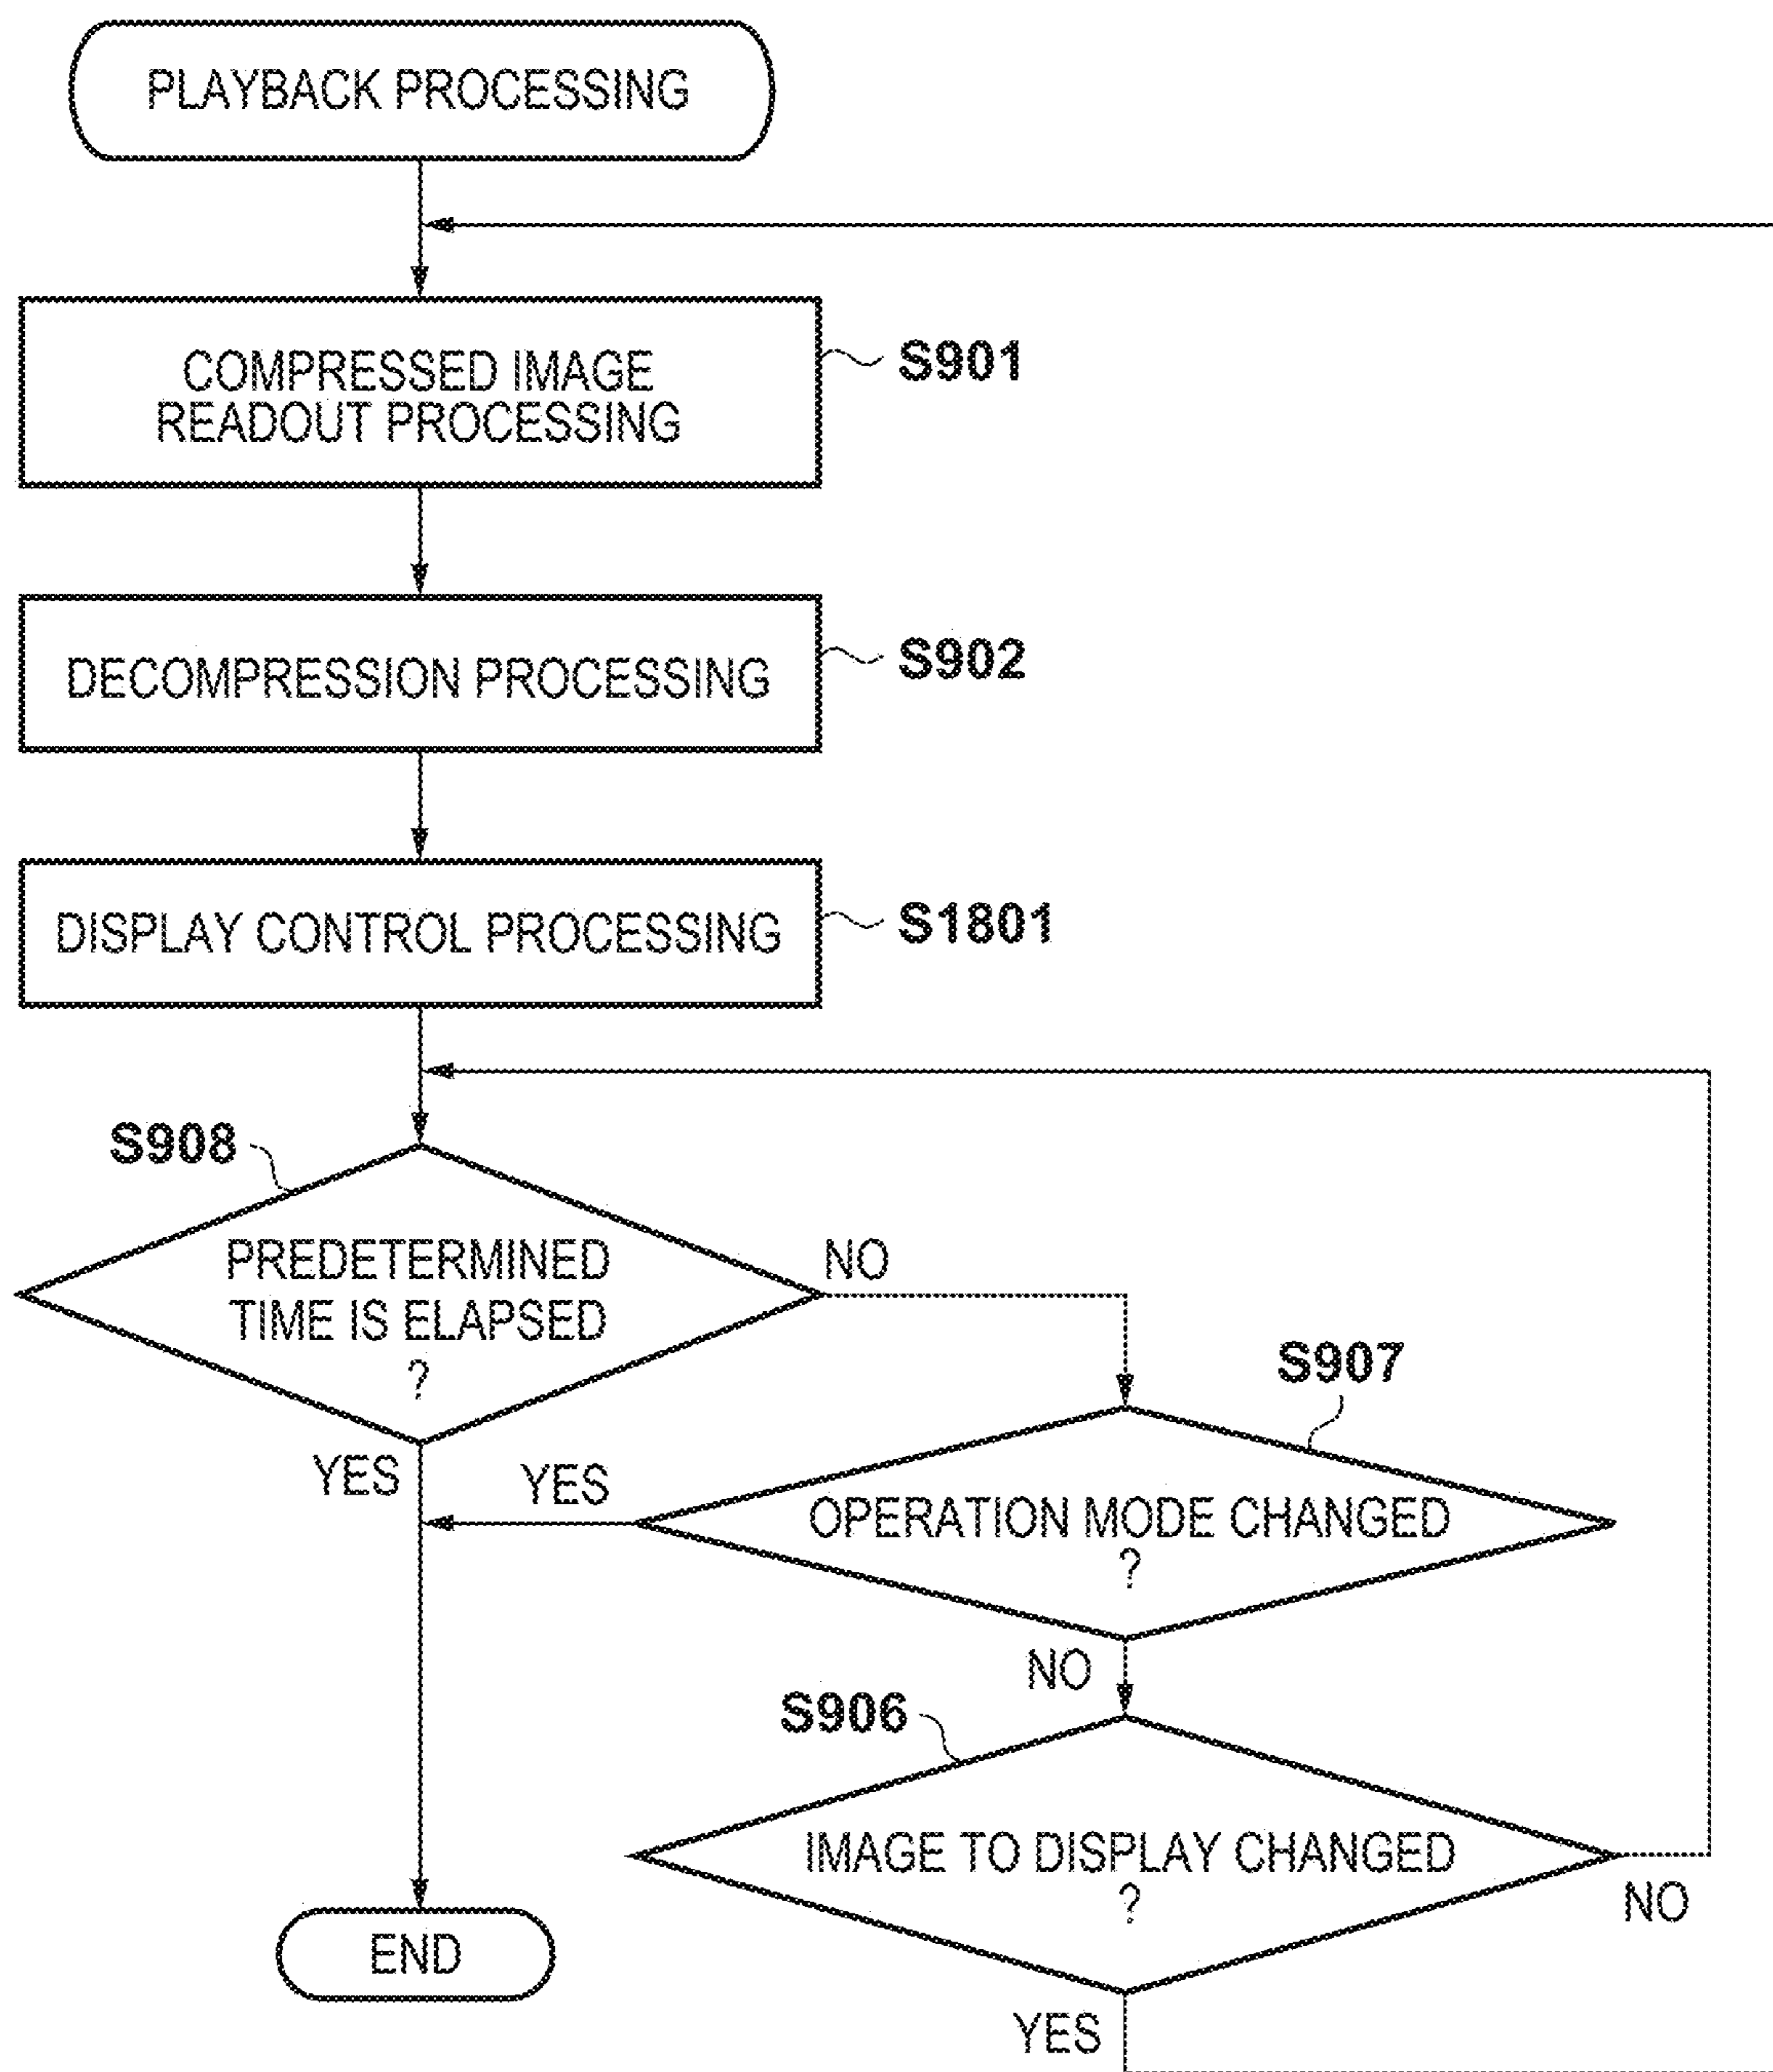 PLAYBACK PROCESSING
COMPRESSED IMAGE
READOUT PROCESSING
S901
DECOMPRESSION PROCESSING
S902
DISPLAY CONTROL PROCESSING
S1801
S908
PREDETERMINED
TIME IS ELAPSED
?
NO
YES
S907
YES
OPERATION MODE CHANGED
?
NO
S906
IMAGE TO DISPLAY CHANGED
?
NO
YES
END